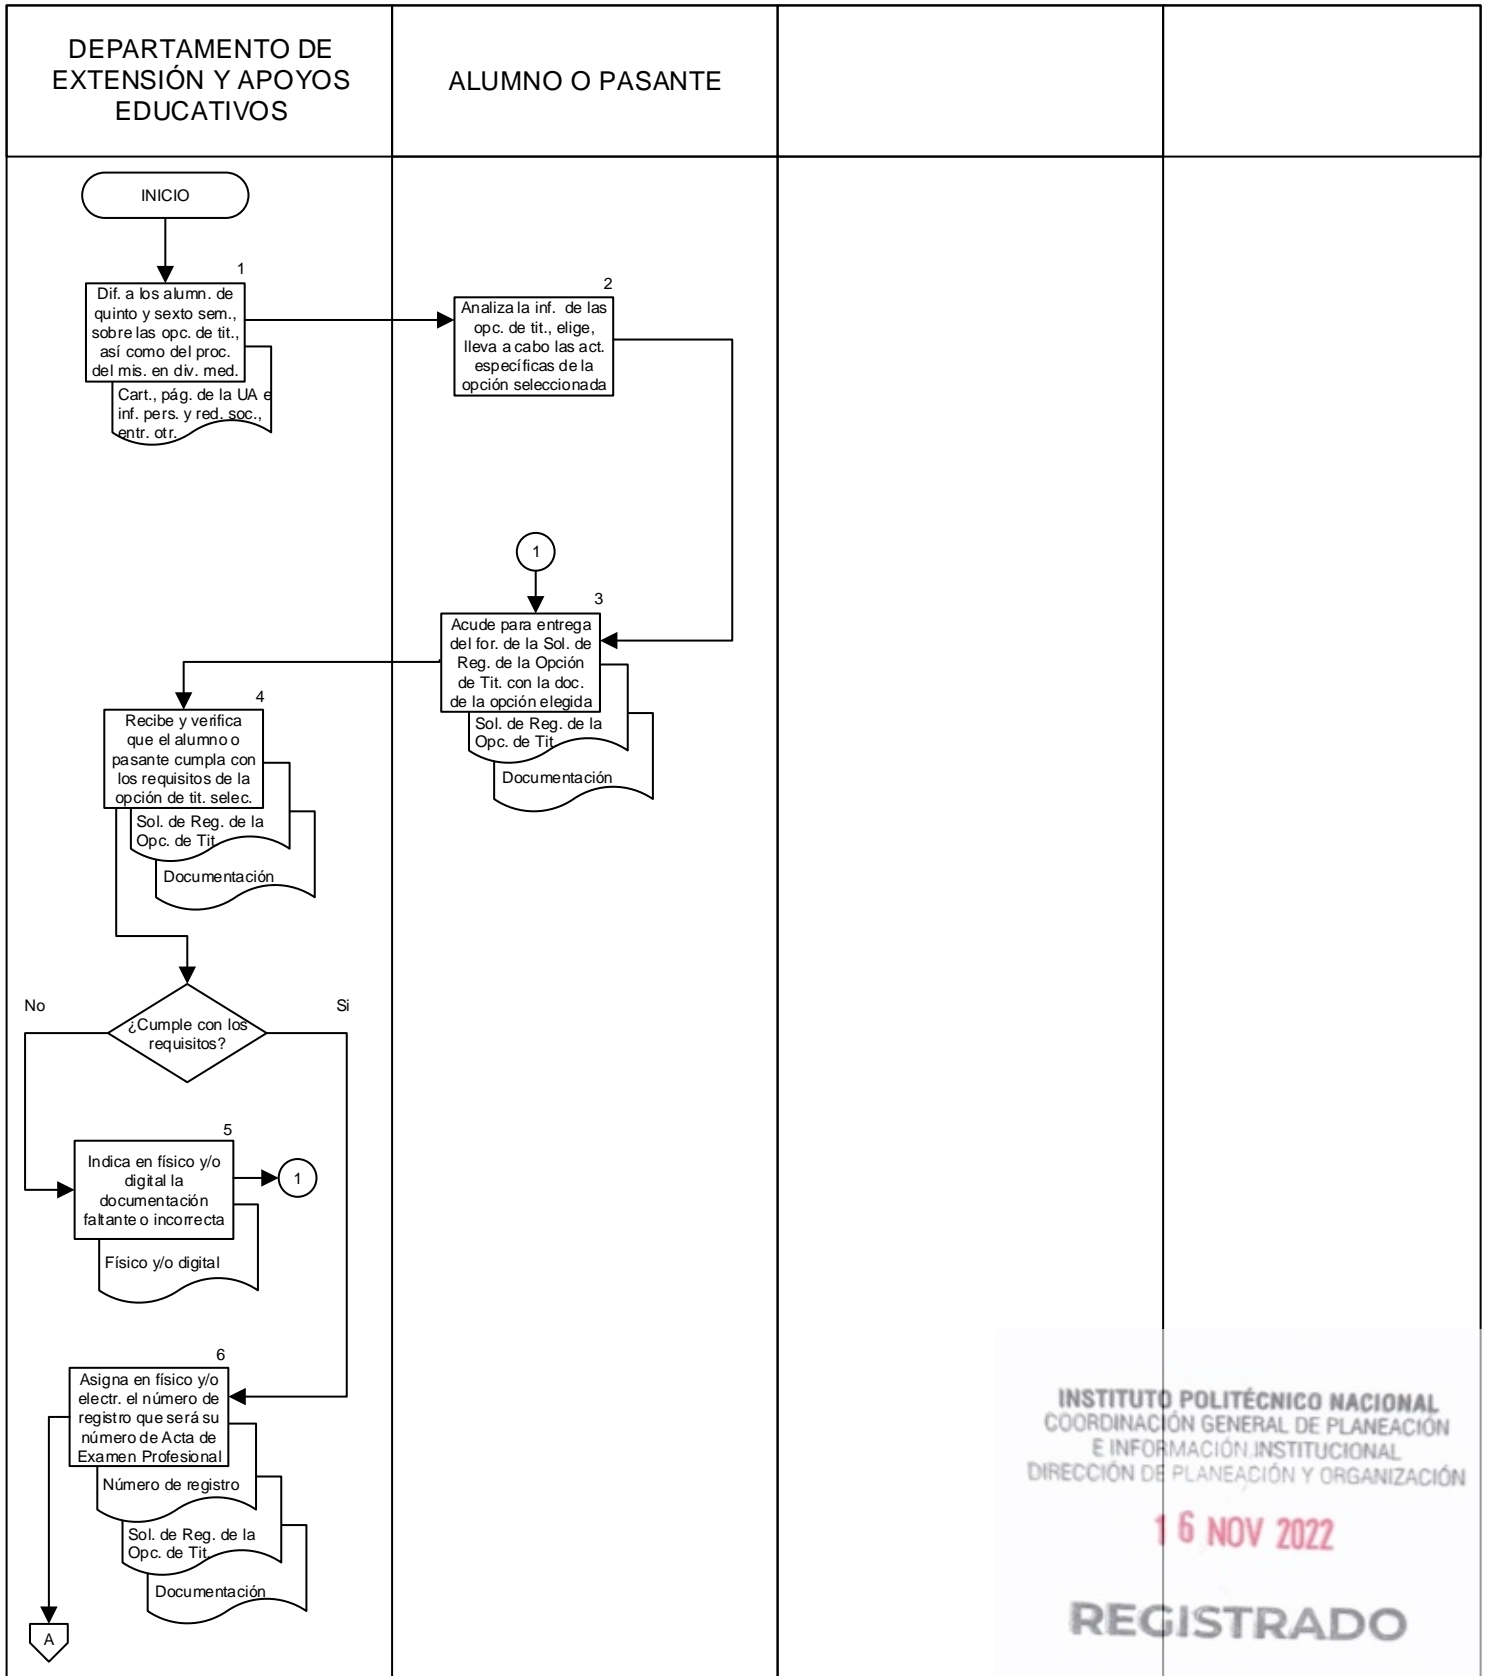 DEPARTAMENTO DE
EXTENSIÓN Y APOYOS
EDUCATIVOS
ALUMNO O PASANTE
INICIO
1
Dif. a los alumn. de
quinto y sexto sem.,
sobre las opc. de tit.,
así como del proc.
del mis. en div. med.
Cart., pág. de la UA e
inf. pers. y red. soc.,
entr. otr.
2
Analiza la inf. de las
opc. de tit., elige,
lleva a cabo las act.
específicas de la
opción seleccionada
1
3
Acude para entrega
del for. de la Sol. de
Reg. de la Opción
de Tit. con la doc.
de la opción elegida
Sol. de Reg. de la
Opc. de Tit.
Documentación
4
Recibe y verifica
que el alumno o
pasante cumpla con
los requisitos de la
opción de tit. selec.
Sol. de Reg. de la
Opc. de Tit.
Documentación
No
Si
¿Cumple con los
requisitos?
5
Indica en físico y/o
digital la
documentación
faltante o incorrecta
1
Físico y/o digital
6
Asigna en físico y/o
electr. el número de
registro que será su
número de Acta de
Examen Profesional
Número de registro
Sol. de Reg. de la
Opc. de Tit.
Documentación
A
INSTITUTO POLITÉCNICO NACIONAL
COORDINACIÓN GENERAL DE PLANEACIÓN
E INFORMACIÓN INSTITUCIONAL
DIRECCIÓN DE PLANEACIÓN Y ORGANIZACIÓN
16 NOV 2022
REGISTRADO